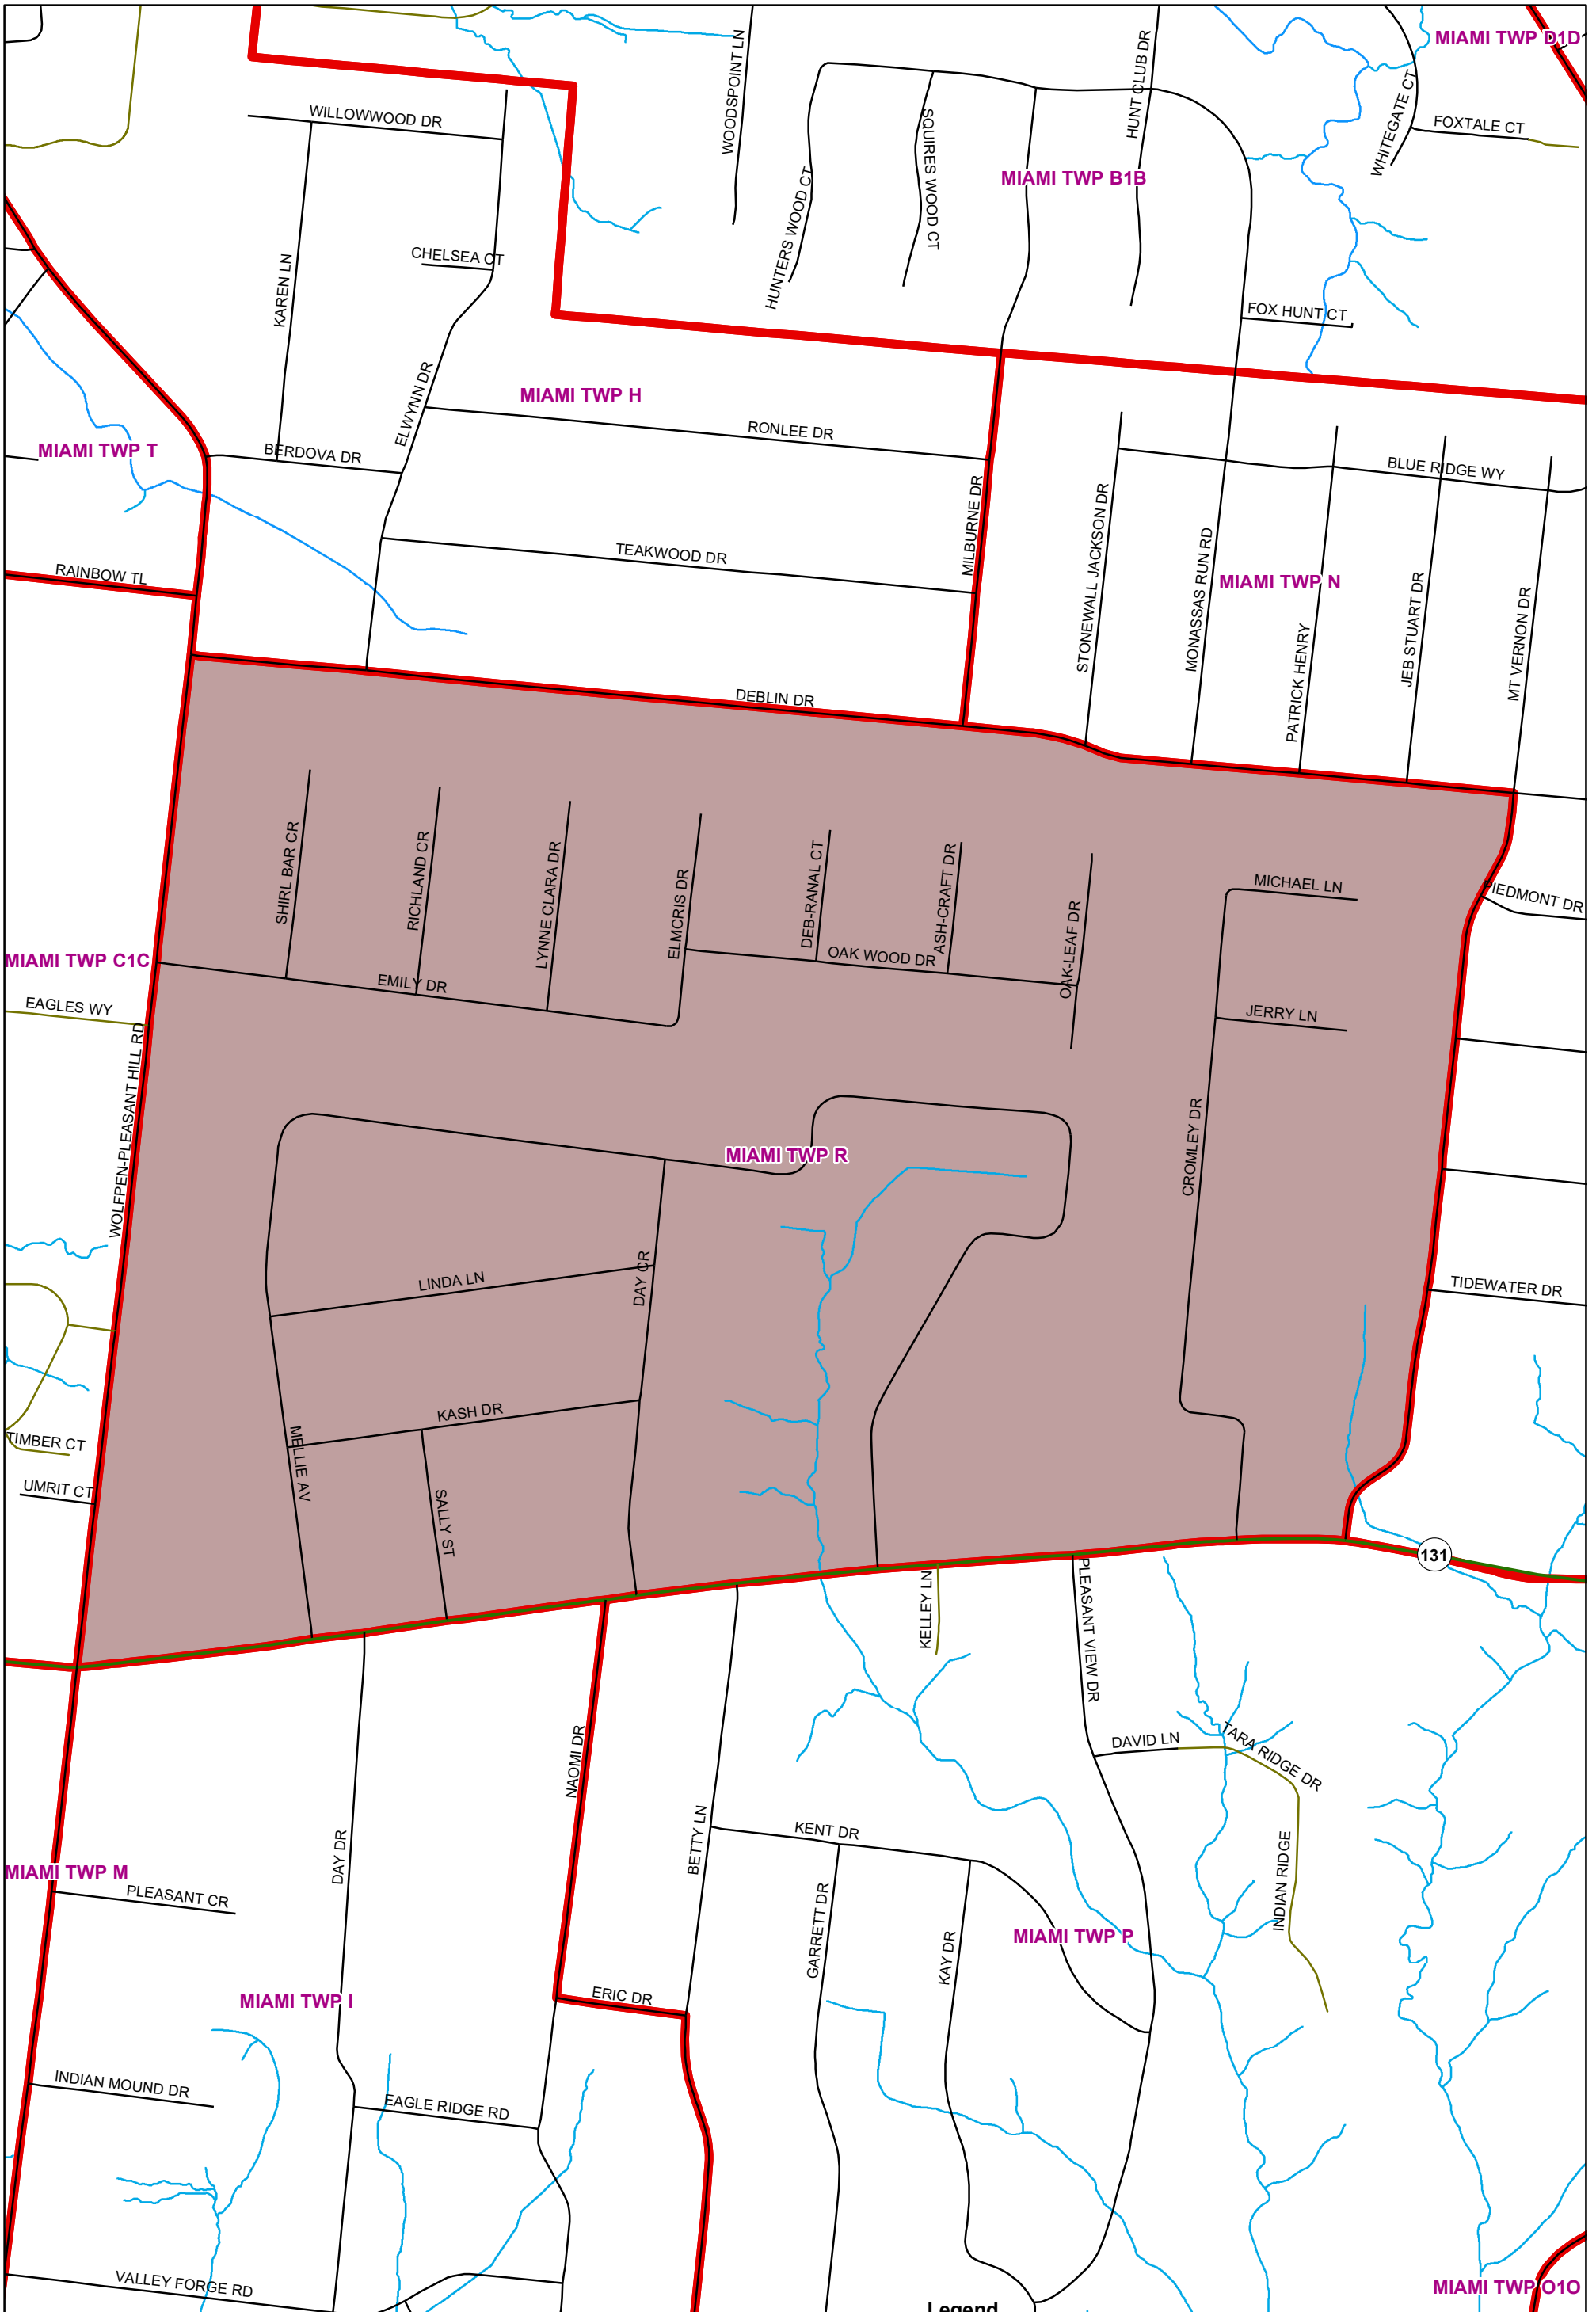 MIAMI TWP D1D
WOODSPOINT LN
HUNT CLUB DR
WHITEGATE CT
FOXTALE CT
WILLOWWOOD DR
SQUIRES WOOD CT
MIAMI TWP B1B
HUNTERS WOOD CT
KAREN LN
CHELSEA CT
FOX HUNT CT
ELWYNN DR
MIAMI TWP H
RONLEE DR
MIAMI TWP T
BERDOVA DR
BLUE RIDGE WY
MILBURNE DR
STONEWALL JACKSON DR
MONASSAS RUN RD
TEAKWOOD DR
RAINBOW TL
MIAMI TWP N
PATRICK HENRY
JEB STUART DR
MT VERNON DR
DEBLIN DR
SHIRL BAR CR
RICHLAND CR
LYNNE CLARA DR
ELMCRIS DR
DEB-RANAL CT
ASH-CRAFT DR
OAK-LEAF DR
MICHAEL LN
PIEDMONT DR
MIAMI TWP C1C
OAK WOOD DR
EMILY DR
EAGLES WY
JERRY LN
WOLFPEN-PLEASANT HILL RD
CROMLEY DR
MIAMI TWP R
LINDA LN
DAY CR
TIDEWATER DR
KASH DR
TIMBER CT
MELLIE AV
UMRIT CT
SALLY ST
131
KELLEY LN
PLEASANT VIEW DR
NAOMI DR
DAVID LN
TARA RIDGE DR
BETTY LN
KENT DR
DAY DR
INDIAN RIDGE
MIAMI TWP M
PLEASANT CR
GARRETT DR
KAY DR
MIAMI TWP P
ERIC DR
MIAMI TWP I
INDIAN MOUND DR
EAGLE RIDGE RD
VALLEY FORGE RD
MIAMI TWP O1O
Legend